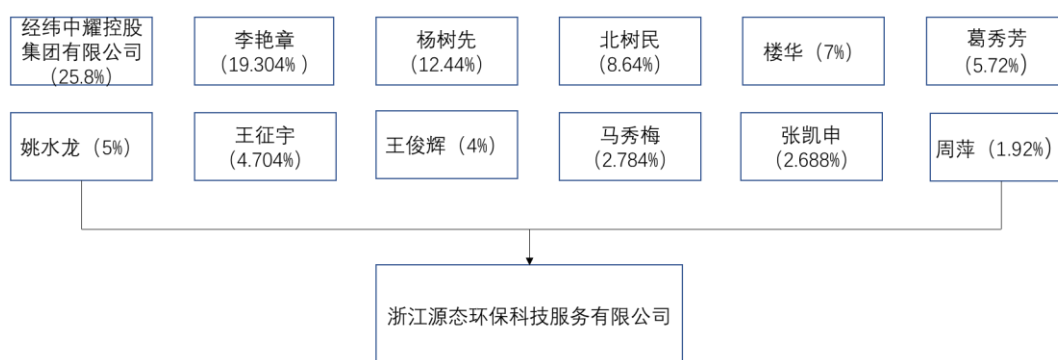 经纬中耀控股
集团有限公司
(25.8%)
李艳章
(19.304% )
杨树先
(12.44%)
北树民
(8.64%)
楼华（7%）
葛秀芳
(5.72%)
姚水龙（5%）
王征宇
(4.704%)
王俊辉（4%）
马秀梅
(2.784%)
张凯申
(2.688%)
周萍（1.92%）
浙江源态环保科技服务有限公司